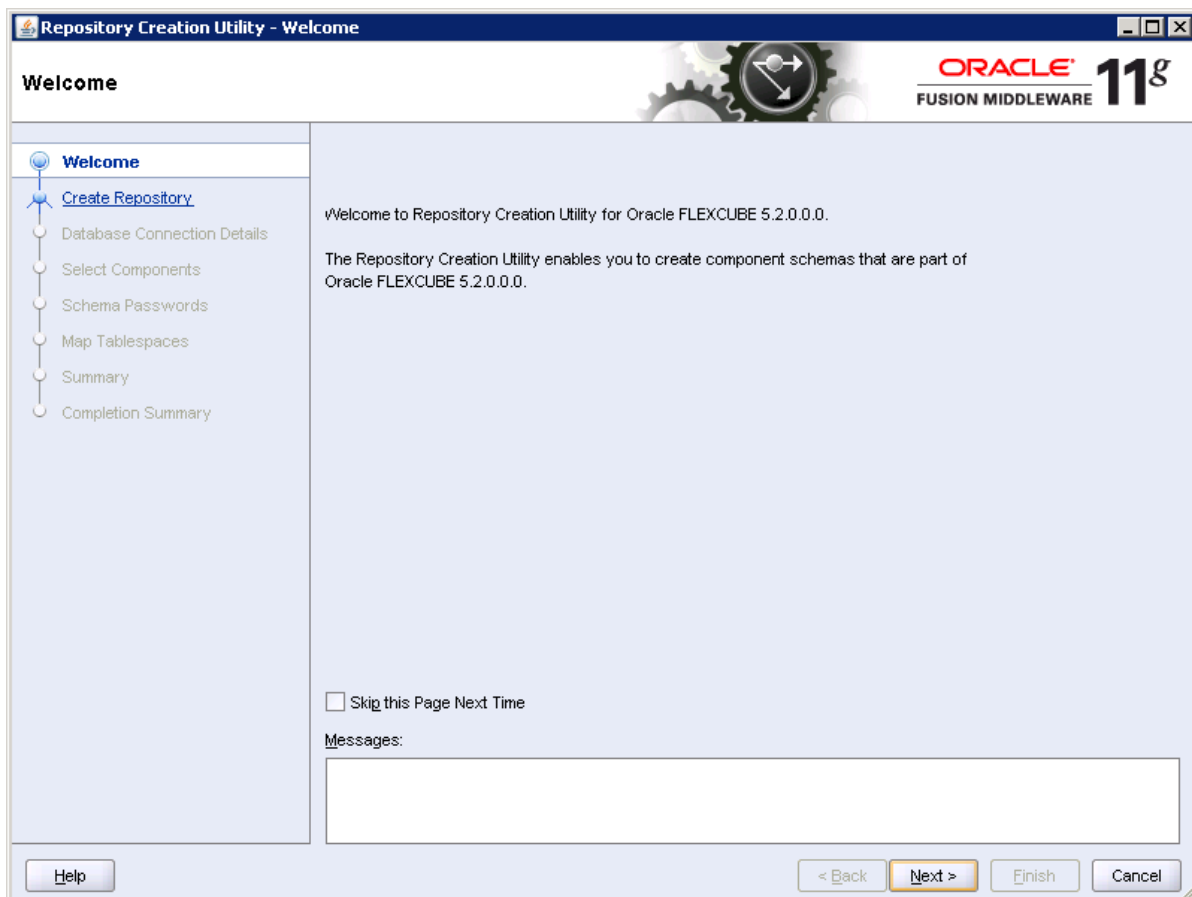 Repository Creation Utility - Welcome
Welcome
ORACLE
FUSION MIDDLEWARE
11g
Welcome
Create Repository
Database Connection Details
Select Components
Schema Passwords
Map Tablespaces
Summary
Completion Summary
Welcome to Repository Creation Utility for Oracle FLEXCUBE 5.2.0.0.0.
The Repository Creation Utility enables you to create component schemas that are part of
Oracle FLEXCUBE 5.2.0.0.0.
Skip this Page Next Time
Messages:
Help
< Back
Next >
Finish
Cancel